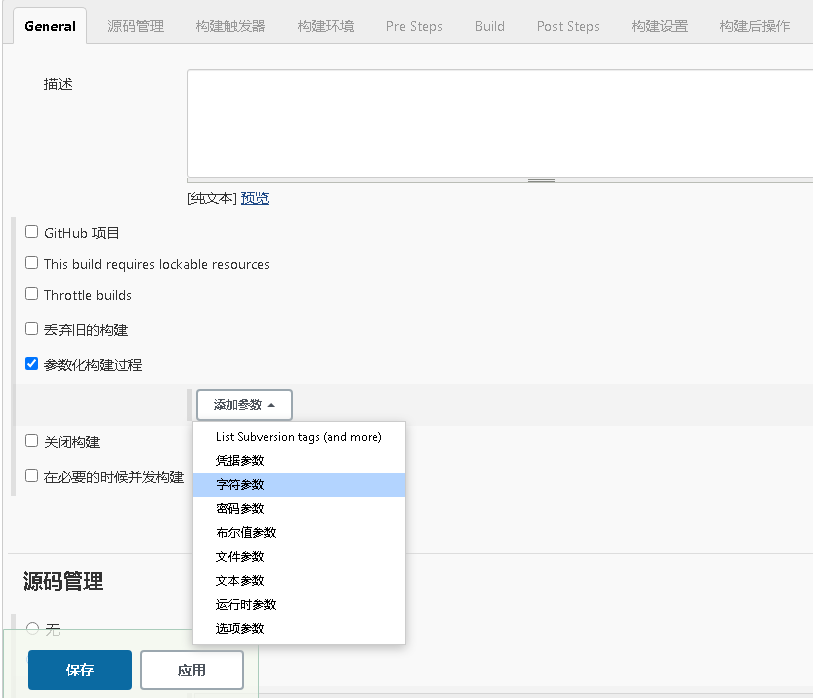 General 源码管理 构建触发器 构建环境 Pre Steps Build Post Steps 构建设置 构建后操作
描述
[纯文本] 预览
GitHub 项目
This build requires lockable resources
Throttle builds
丢弃旧的构建
参数化构建过程
添加参数
List Subversion tags (and more)
凭据参数
字符参数
密码参数
布尔值参数
文件参数
文本参数
运行时参数
选项参数
关闭构建
在必要的时候并发构建
源码管理
无
保存 应用